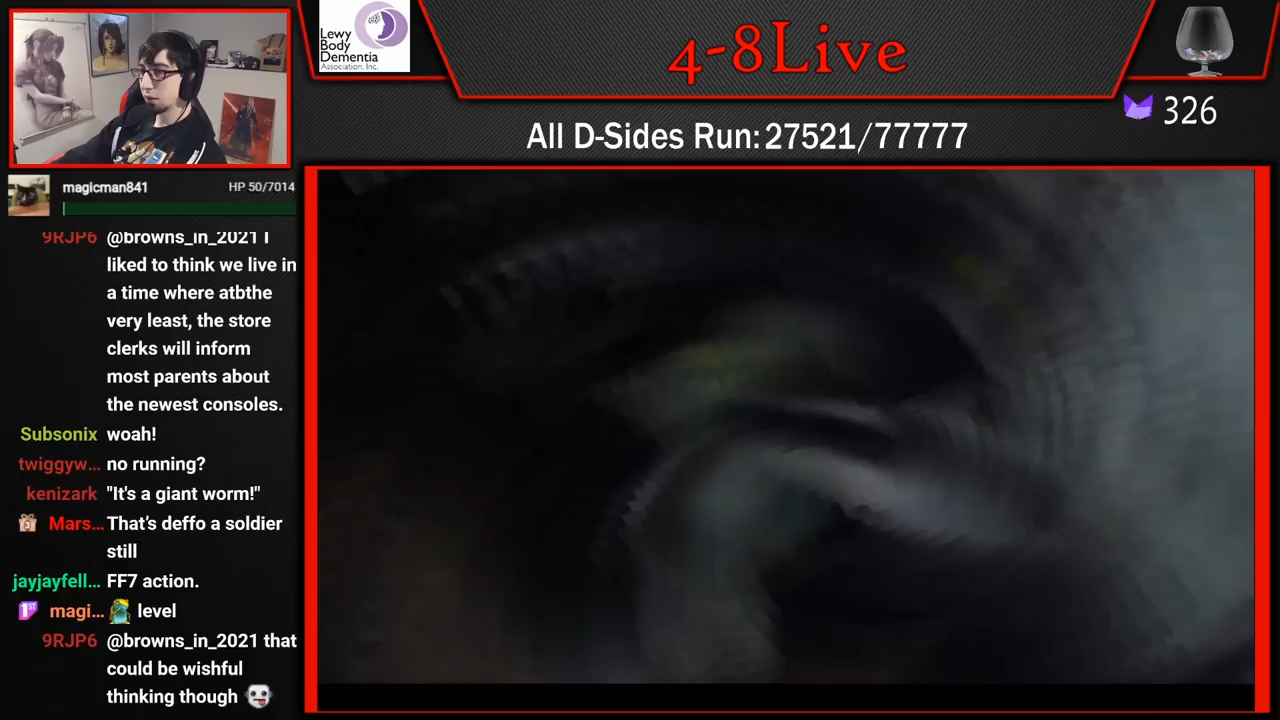 Lewy
Body
Dementia
Association, Inc.
4-8Live
326
All D-Sides Run:27521/77777
magicman841 HP 50/7014
9RJP6 @browns_in_2021 I
liked to think we live in
a time where atbthe
very least, the store
clerks will inform
most parents about
the newest consoles.
Subsonix woah!
twiggyw... no running?
kenizark "It's a giant worm!"
Mars... That's deffo a soldier
still
jayjayfell... FF7 action.
1ST magi... level
9RJP6 @browns_in_2021 that
could be wishful
thinking though